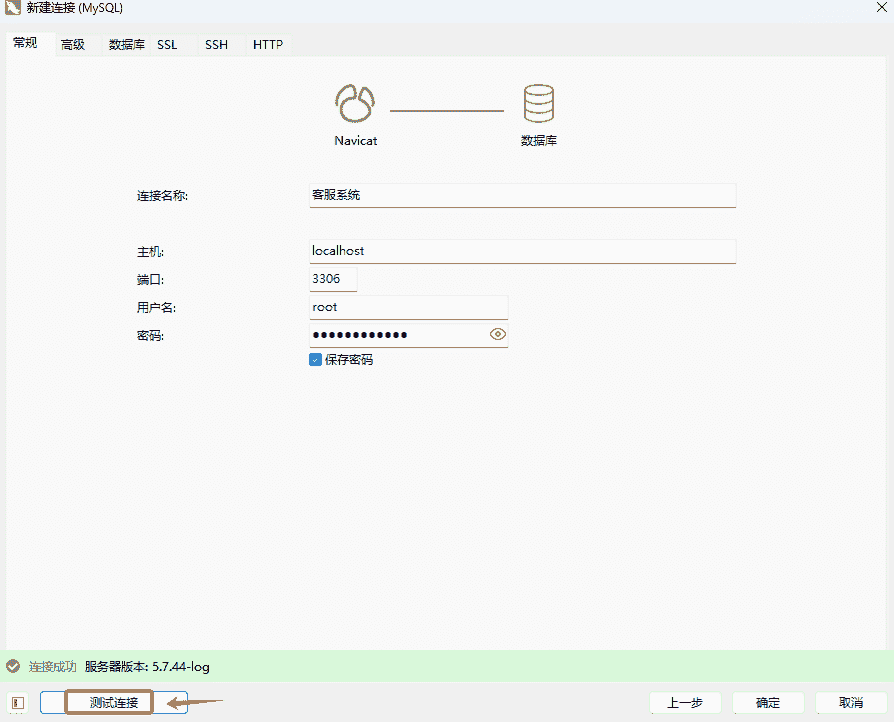 新建连接 (MySQL)
常规 高级 数据库 SSL SSH HTTP
Navicat 数据库
连接名称: 客服系统
主机: localhost
端口: 3306
用户名: root
密码: ●●●●●●●●●●●●
保存密码
连接成功 服务器版本: 5.7.44-log
测试连接 上一步 确定 取消